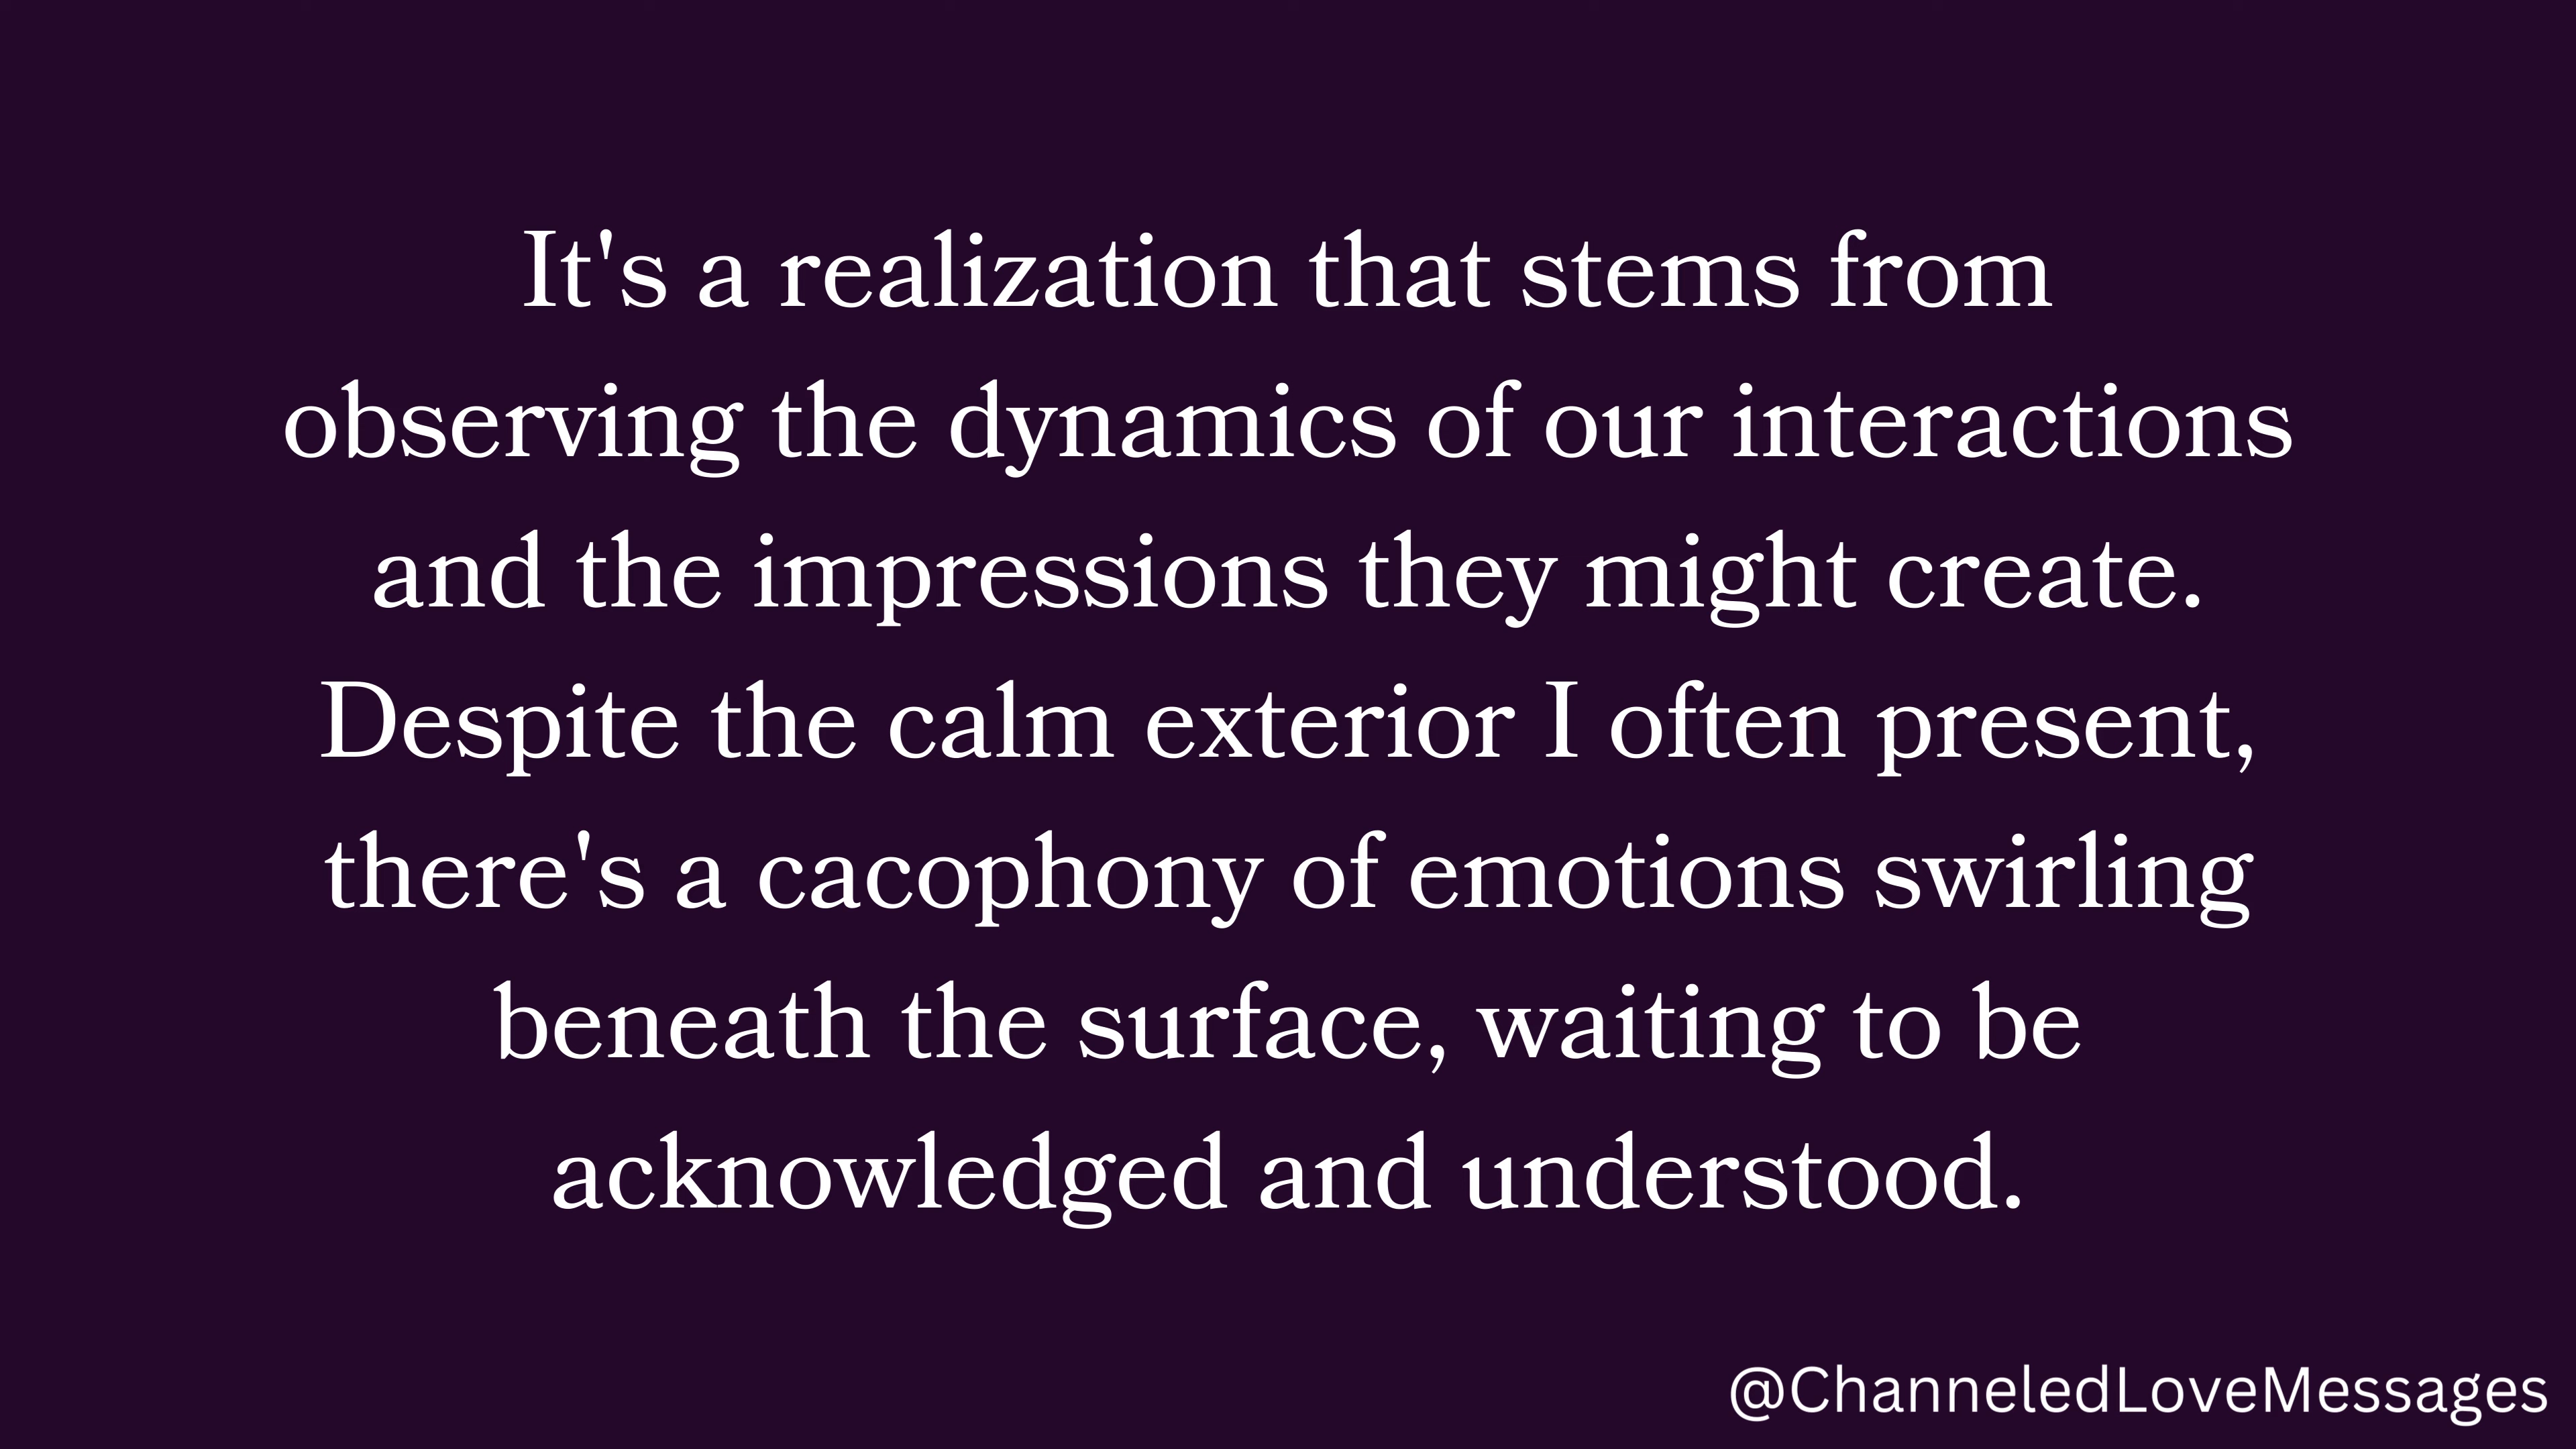 It's a realization that stems from
observing the dynamics of our interactions
and the impressions they might create.
Despite the calm exterior I often present,
there's a cacophony of emotions swirling
beneath the surface, waiting to be
acknowledged and understood.
@ChanneledLoveMessages